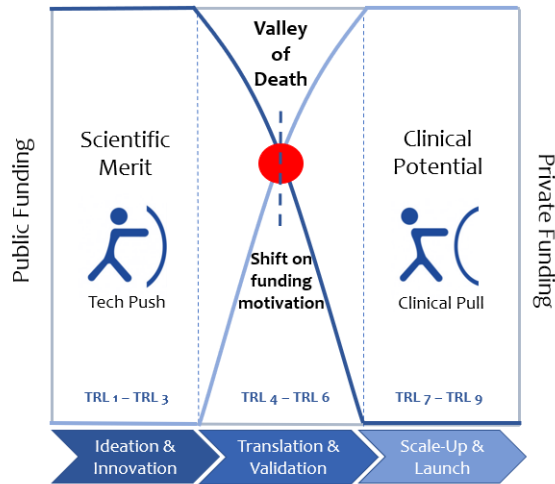 Valley
of
Death
Public Funding
Scientific
Merit
Tech Push
Shift on
funding
motivation
Clinical
Potential
Clinical Pull
Private Funding
TRL 1 – TRL 3
TRL 4 – TRL 6
TRL 7 – TRL 9
Ideation &
Innovation
Translation &
Validation
Scale-Up &
Launch